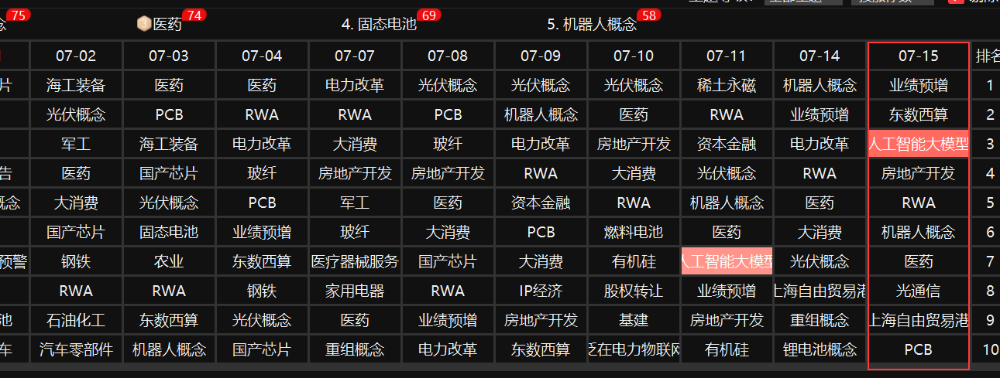 75
3 医药 74
4. 固态电池 69
5. 机器人概念 58
07-02 07-03 07-04 07-07 07-08 07-09 07-10 07-11 07-14 07-15 排名
片 海工装备 医药 医药 电力改革 光伏概念 光伏概念 光伏概念 稀土永磁 机器人概念 业绩预增 1
光伏概念 PCB RWA RWA PCB 机器人概念 医药 RWA 业绩预增 东数西算 2
军工 海工装备 电力改革 大消费 玻纤 电力改革 房地产开发 资本金融 电力改革 人工智能大模型 3
告 医药 国产芯片 玻纤 房地产开发 房地产开发 RWA 大消费 光伏概念 RWA 房地产开发 4
概念 大消费 光伏概念 PCB 军工 医药 资本金融 RWA 机器人概念 医药 RWA 5
国产芯片 固态电池 业绩预增 玻纤 大消费 PCB 燃料电池 医药 大消费 机器人概念 6
预警 钢铁 农业 东数西算 医疗器械服务 国产芯片 大消费 有机硅 人工智能大模型 光伏概念 医药 7
RWA RWA 钢铁 家用电器 RWA IP经济 股权转让 业绩预增 上海自由贸易港 光通信 8
池 石油化工 东数西算 光伏概念 医药 业绩预增 房地产开发 基建 房地产开发 重组概念 上海自由贸易港 9
车 汽车零部件 机器人概念 国产芯片 重组概念 电力改革 东数西算 泛在电力物联网 有机硅 锂电池概念 PCB 10